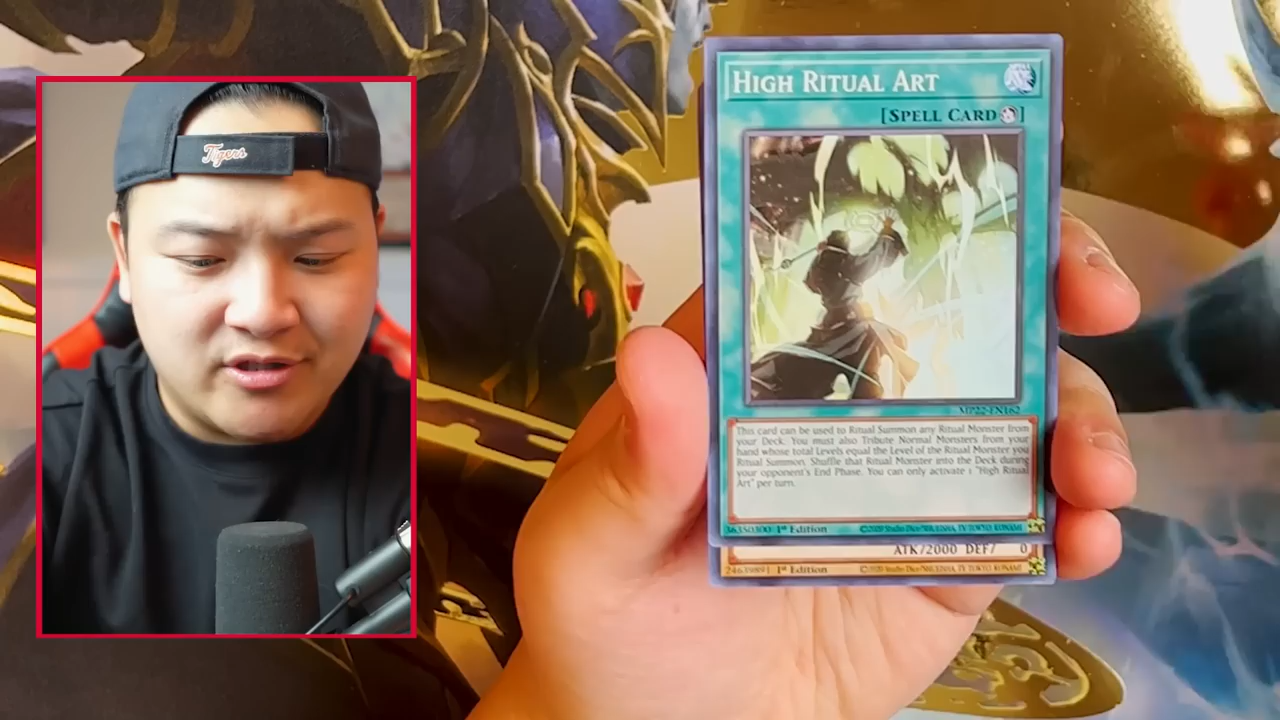 Tigers
HIGH RITUAL ART
[SPELL CARD]
MP22-EN162
This card can be used to Ritual Summon any Ritual Monster from
your Deck. You must also Tribute Normal Monsters from your
hand whose total Levels equal the Level of the Ritual Monster you
Ritual Summon. Shuffle that Ritual Monster into the Deck during
your opponent's End Phase. You can only activate 1 "High Ritual
Art" per turn.
1st Edition
ATK/2000 DEF/ 0
24639891 1st Edition